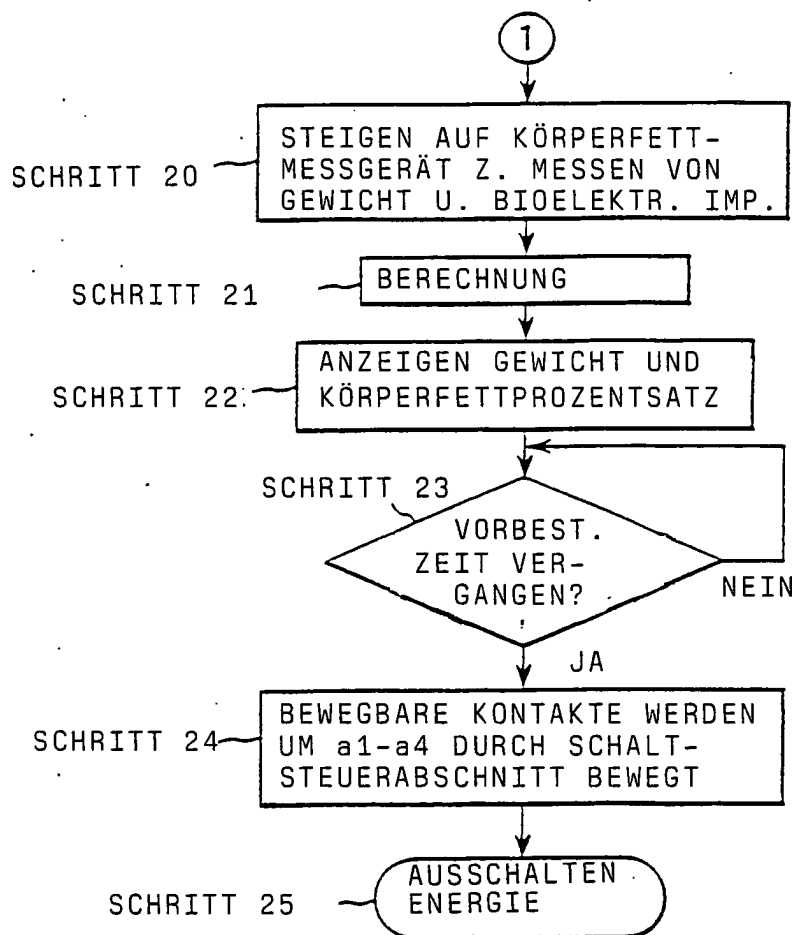 1
STEIGEN AUF KÖRPERFETT-
SCHRITT 20
MESSGERÄT Z. MESSEN VON
GEWICHT U. BIOELEKTR. IMP.
SCHRITT 21
BERECHNUNG
SCHRITT 22
ANZEIGEN GEWICHT UND
KÖRPERFETTPROZENTSATZ
SCHRITT 23
VORBEST.
ZEIT VER-
GANGEN?
NEIN
JA
SCHRITT 24
BEWEGBARE KONTAKTE WERDEN
UM a1-a4 DURCH SCHALT-
STEUERABSCHNITT BEWEGT
SCHRITT 25
AUSSCHALTEN
ENERGIE